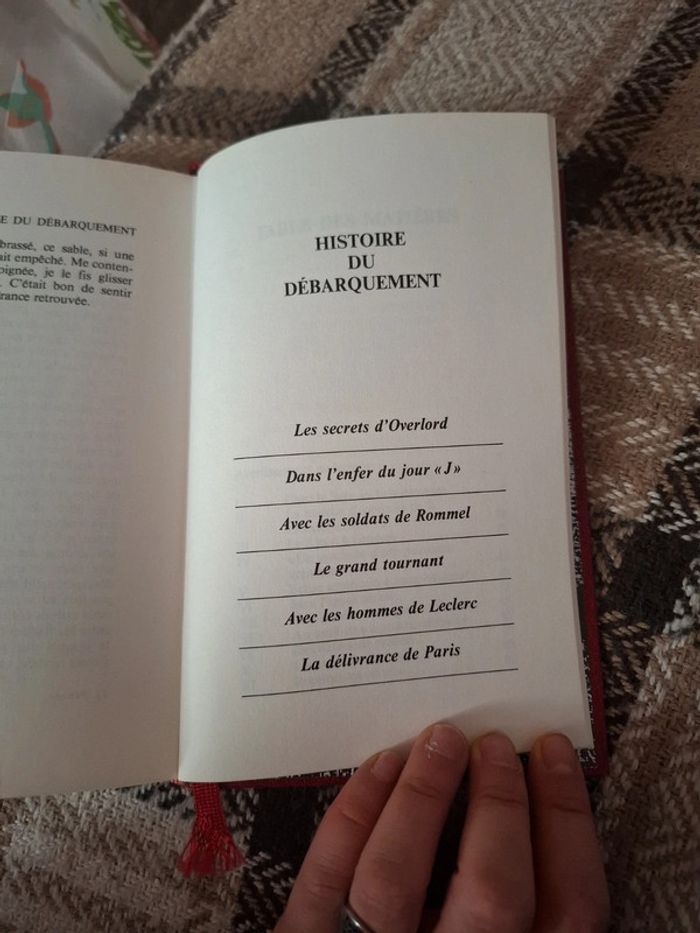 E DU DÉBARQUEMENT
brassé, ce sable, si une
ait empêché. Me conten-
oignée, je le fis glisser
. C'était bon de sentir
rance retrouvée.
HISTOIRE
DU
DÉBARQUEMENT
Les secrets d'Overlord
Dans l'enfer du jour «J»
Avec les soldats de Rommel
Le grand tournant
Avec les hommes de Leclerc
La délivrance de Paris